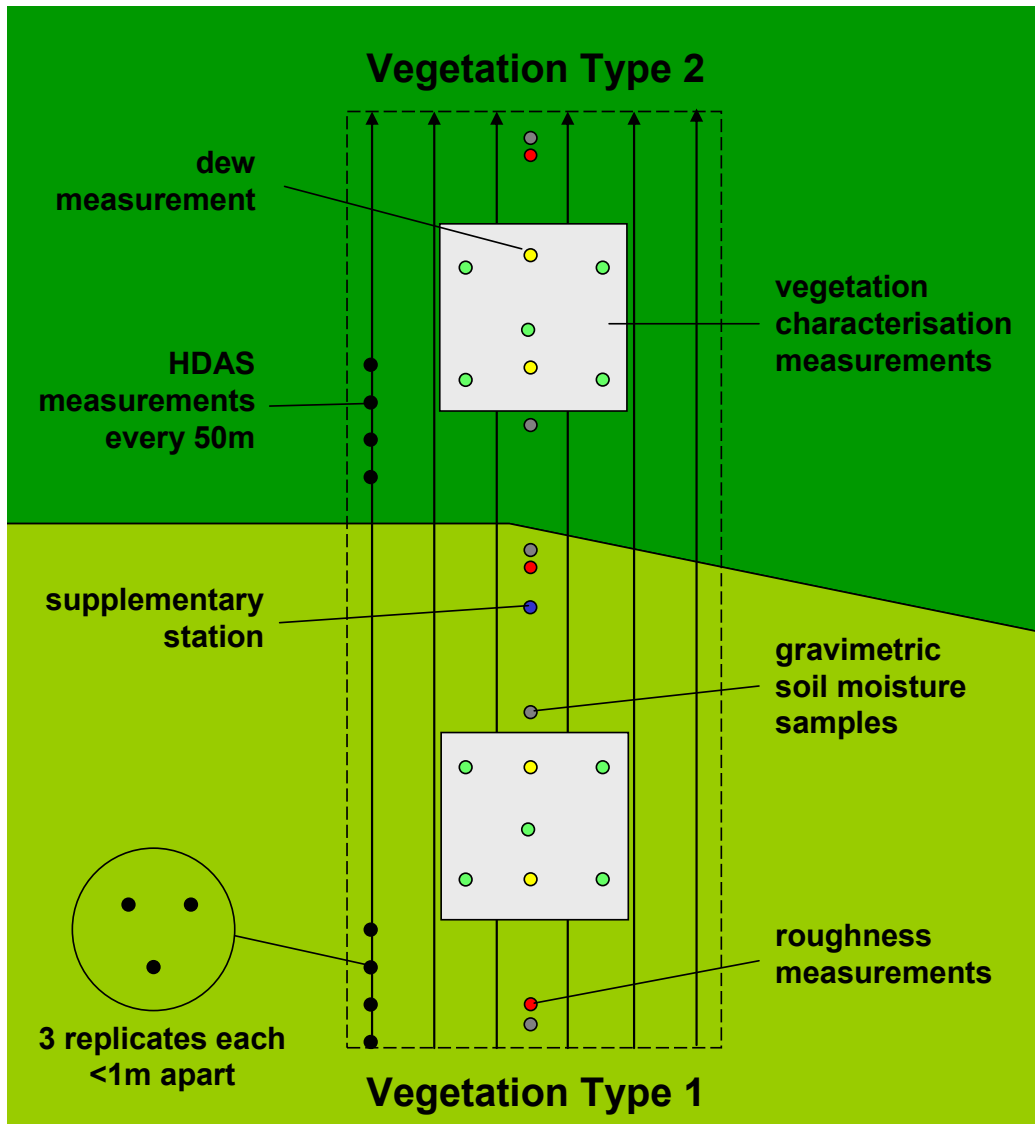 Vegetation Type 2
dew
measurement
vegetation
characterisation
measurements
HDAS
measurements
every 50m
supplementary
station
gravimetric
soil moisture
samples
roughness
measurements
3 replicates each
<1m apart
Vegetation Type 1